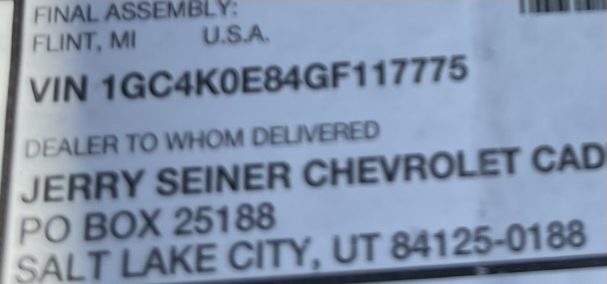 FINAL ASSEMBLY:
FLINT, MI U.S.A.
VIN 1GC4K0E84GF117775
DEALER TO WHOM DELIVERED
JERRY SEINER CHEVROLET CAD
PO BOX 25188
SALT LAKE CITY, UT 84125-0188